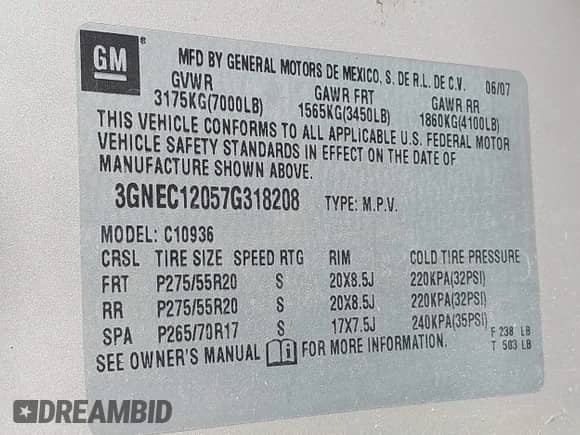 GM ®
MFD BY GENERAL MOTORS DE MEXICO, S. DE R.L. DE C.V. 06/07
GVWR GAWR FRT GAWR RR
3175KG(7000LB) 1565KG(3450LB) 1860KG(4100LB)
THIS VEHICLE CONFORMS TO ALL APPLICABLE U.S. FEDERAL MOTOR
VEHICLE SAFETY STANDARDS IN EFFECT ON THE DATE OF
MANUFACTURE SHOWN ABOVE.
3GNEC12057G318208 TYPE: M.P.V.
MODEL: C10936
CRSL TIRE SIZE SPEED RTG RIM COLD TIRE PRESSURE
FRT P275/55R20 S 20X8.5J 220KPA(32PSI)
RR P275/55R20 S 20X8.5J 220KPA(32PSI)
SPA P265/70R17 S 17X7.5J 240KPA(35PSI)
F 238 LB
T 503 LB
SEE OWNER'S MANUAL i FOR MORE INFORMATION.
DREAMBID